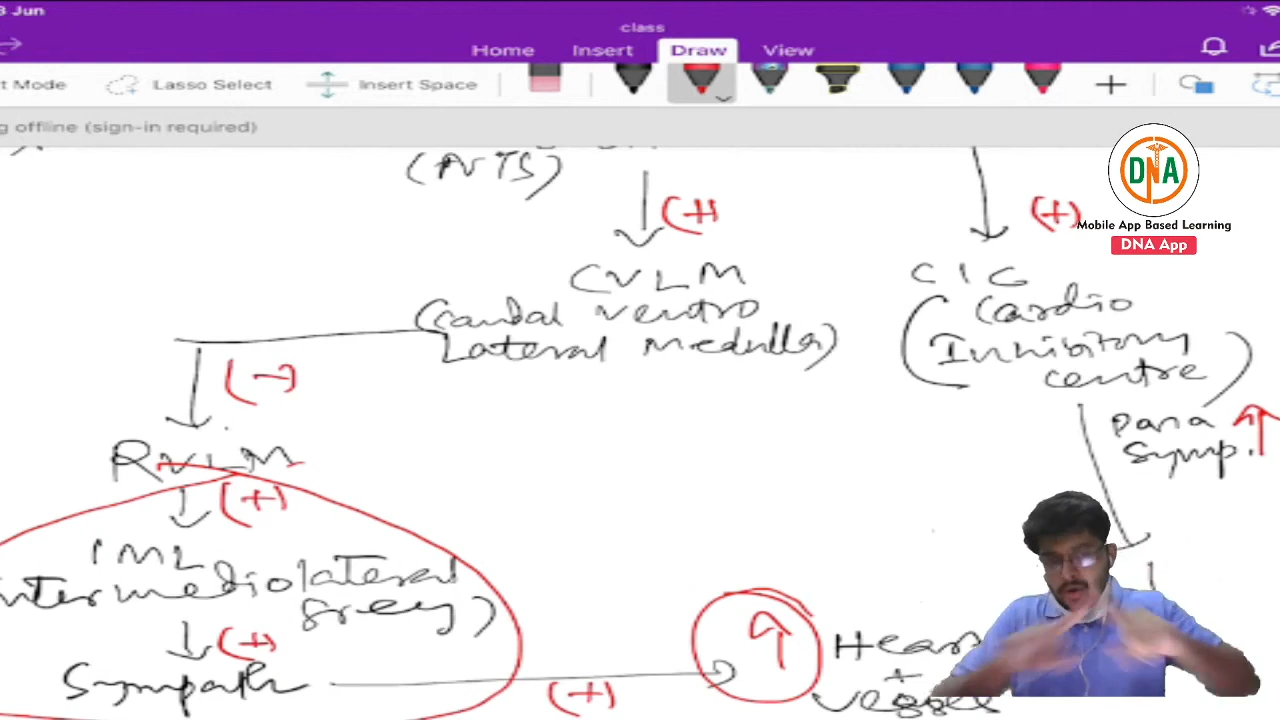 3 Jun
class
Home Insert Draw View
t Mode Lasso Select Insert Space
g offline (sign-in required)
DNA
Mobile App Based Learning
DNA App
(NTS)
(+)
(+)
CVLM
(Caudal ventro
Lateral Medulla)
CIC
(Cardio
Inhibitory
centre)
(-)
Para
Symp.
RVLM
(+)
IML
ntermediolateral
Grey)
(+)
Sympath
(+)
Hear
+
vessel